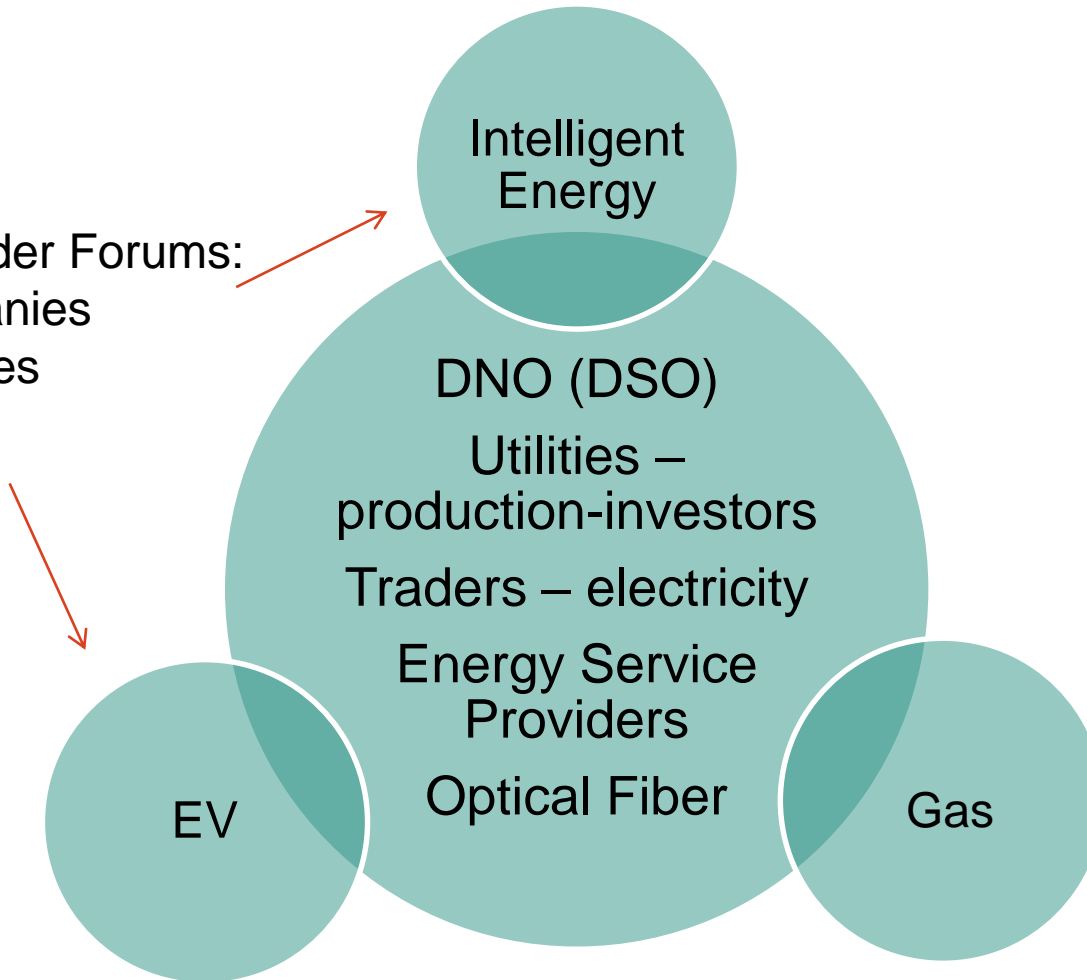 Intelligent
Energy
der Forums:
anies
es
DNO (DSO)
Utilities –
production-investors
Traders – electricity
Energy Service
Providers
Optical Fiber
EV
Gas